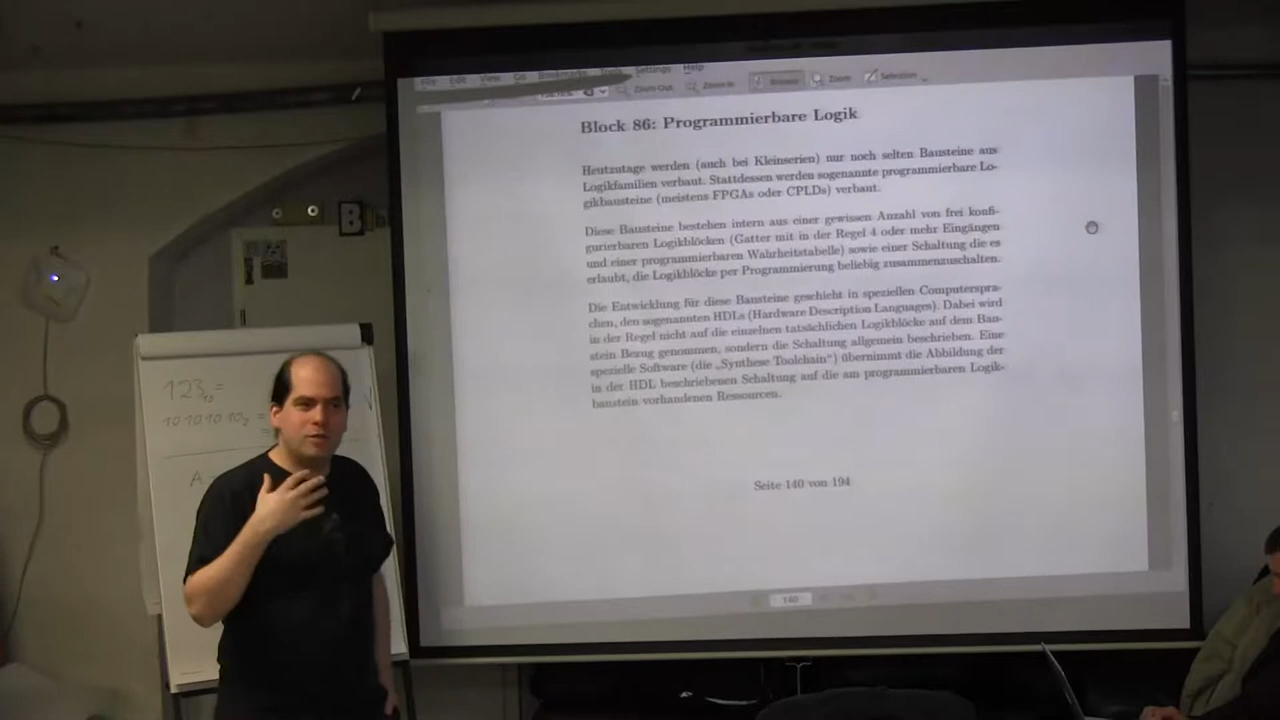 File Edit View Go Bookmarks Tools Settings Help
Zoom Out Zoom In Browse Zoom Selection
Block 86: Programmierbare Logik
Heutzutage werden (auch bei Kleinserien) nur noch selten Bausteine aus
Logikfamilien verbaut. Stattdessen werden sogenannte programmierbare Lo-
gikbausteine (meistens FPGAs oder CPLDs) verbaut.
Diese Bausteine bestehen intern aus einer gewissen Anzahl von frei konfi-
gurierbaren Logikblöcken (Gatter mit in der Regel 4 oder mehr Eingängen
und einer programmierbaren Wahrheitstabelle) sowie einer Schaltung die es
erlaubt, die Logikblöcke per Programmierung beliebig zusammenzuschalten.
Die Entwicklung für diese Bausteine geschieht in speziellen Computerspra-
chen, den sogenannten HDLs (Hardware Description Languages). Dabei wird
in der Regel nicht auf die einzelnen tatsächlichen Logikblöcke auf dem Bau-
stein Bezug genommen, sondern die Schaltung allgemein beschrieben. Eine
spezielle Software (die „Synthese Toolchain“) übernimmt die Abbildung der
in der HDL beschriebenen Schaltung auf die am programmierbaren Logik-
baustein vorhandenen Ressourcen.
Seite 140 von 194
140
B
123₁₀ =
10101010₂ =
=
A